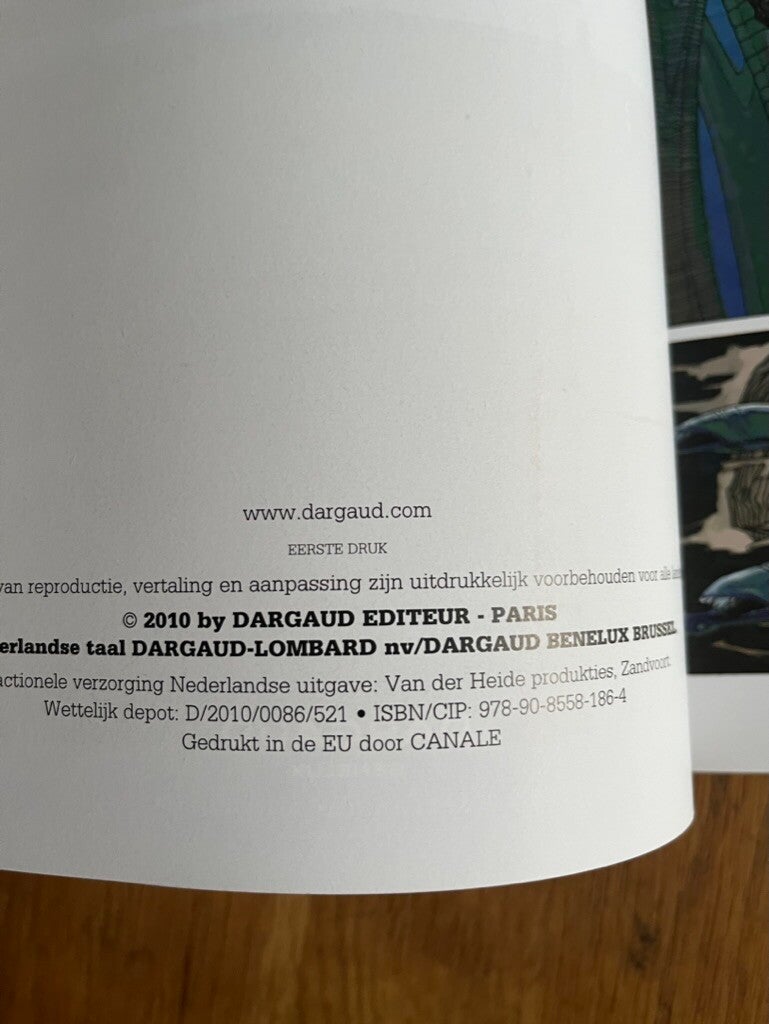 www.dargaud.com
EERSTE DRUK
van reproductie, vertaling en aanpassing zijn uitdrukkelijk voorbehouden voor alle
© 2010 by DARGAUD EDITEUR - PARIS
erlandse taal DARGAUD-LOMBARD nv/DARGAUD BENELUX BRUSSEL
actionele verzorging Nederlandse uitgave: Van der Heide produkties, Zandvoort
Wettelijk depot: D/2010/0086/521 • ISBN/CIP: 978-90-8558-186-4
Gedrukt in de EU door CANALE